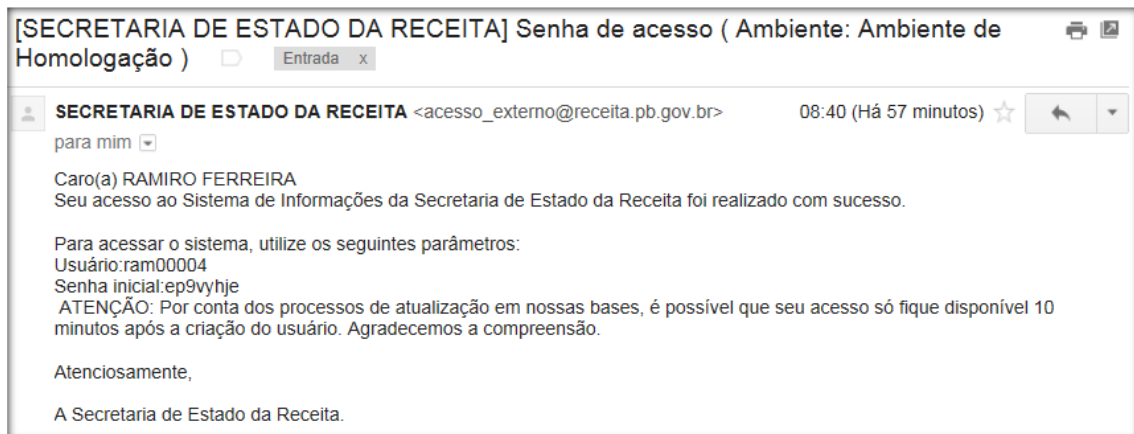 [SECRETARIA DE ESTADO DA RECEITA] Senha de acesso ( Ambiente: Ambiente de
Homologação ) Entrada x
SECRETARIA DE ESTADO DA RECEITA <acesso_externo@receita.pb.gov.br> 08:40 (Há 57 minutos)
para mim
Caro(a) RAMIRO FERREIRA
Seu acesso ao Sistema de Informações da Secretaria de Estado da Receita foi realizado com sucesso.
Para acessar o sistema, utilize os seguintes parâmetros:
Usuário:ram00004
Senha inicial:ep9vyhje
ATENÇÃO: Por conta dos processos de atualização em nossas bases, é possível que seu acesso só fique disponível 10
minutos após a criação do usuário. Agradecemos a compreensão.
Atenciosamente,
A Secretaria de Estado da Receita.